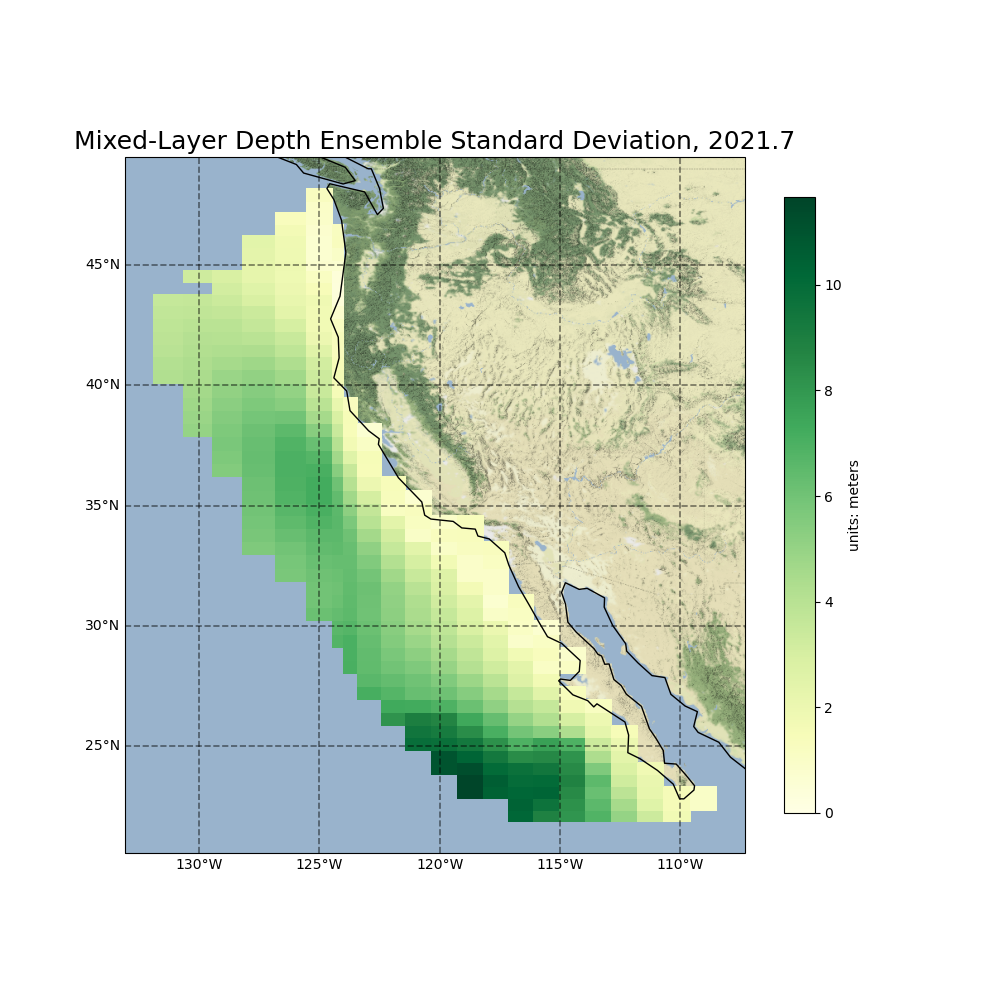 Mixed-Layer Depth Ensemble Standard Deviation, 2021.7
45°N
40°N
35°N
30°N
25°N
130°W
125°W
120°W
115°W
110°W
10
8
6
4
2
0
units: meters